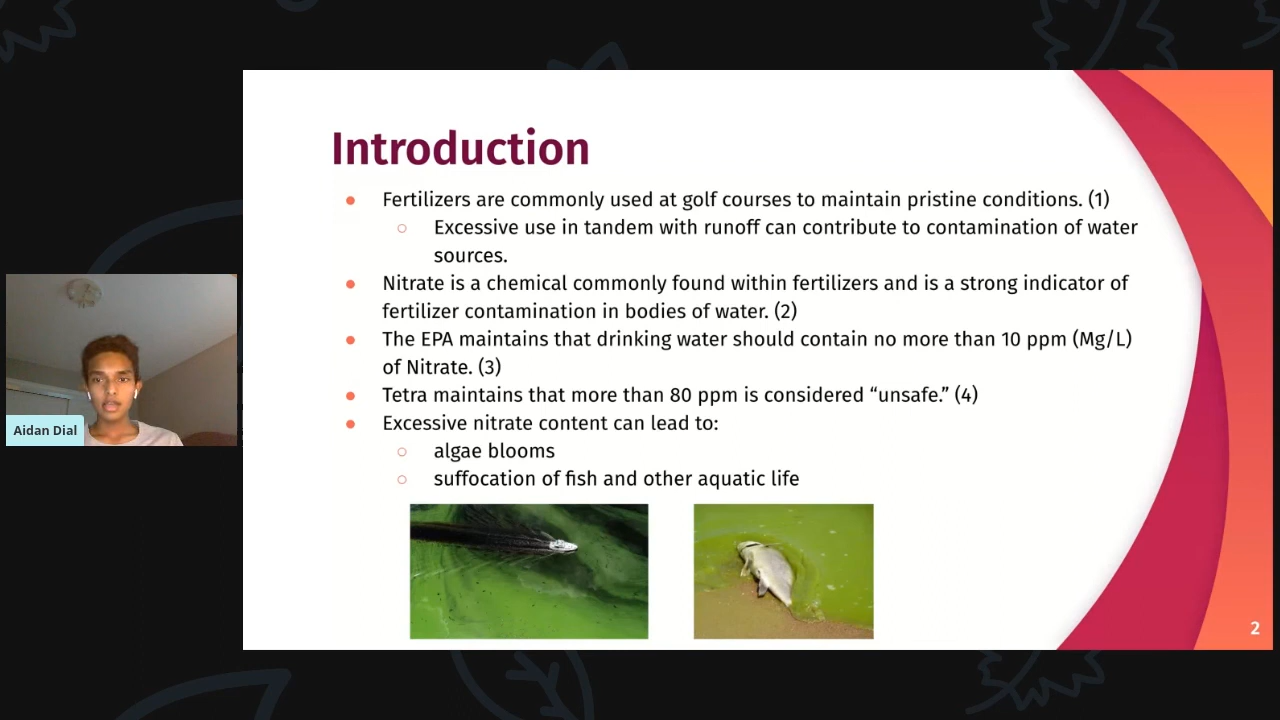 Introduction
● Fertilizers are commonly used at golf courses to maintain pristine conditions. (1)
○ Excessive use in tandem with runoff can contribute to contamination of water
sources.
● Nitrate is a chemical commonly found within fertilizers and is a strong indicator of
fertilizer contamination in bodies of water. (2)
● The EPA maintains that drinking water should contain no more than 10 ppm (Mg/L)
of Nitrate. (3)
● Tetra maintains that more than 80 ppm is considered “unsafe.” (4)
● Excessive nitrate content can lead to:
○ algae blooms
○ suffocation of fish and other aquatic life
Aidan Dial
2